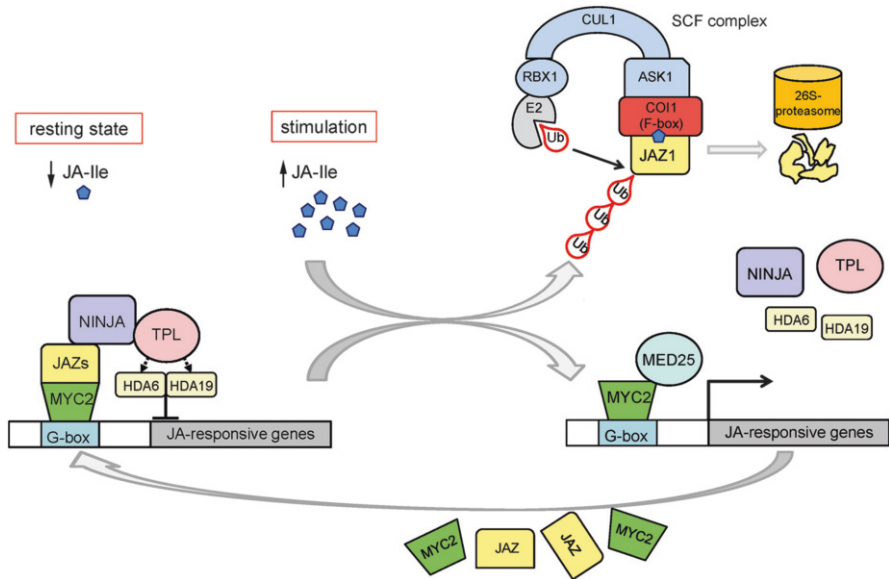 CUL1
SCF complex
RBX1
ASK1
E2
COI1
(F-box)
Ub
JAZ1
26S-
proteasome
resting state
stimulation
JA-Ile
JA-Ile
Ub
Ub
Ub
NINJA
TPL
HDA6
HDA19
NINJA
TPL
JAZs
HDA6
HDA19
MYC2
G-box
JA-responsive genes
MED25
MYC2
G-box
JA-responsive genes
MYC2
JAZ
JAZ
MYC2